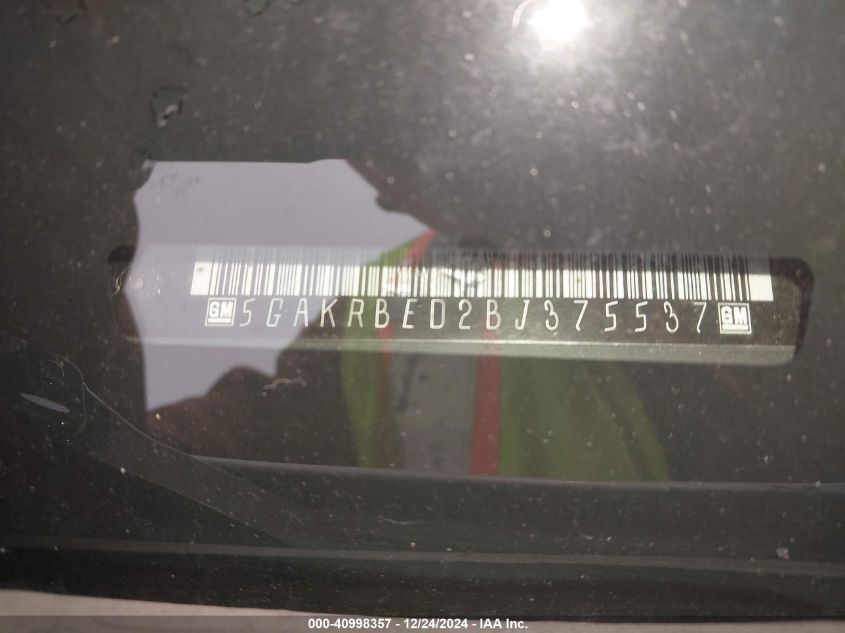 GM 5GAKRBED2BJ375537 GM
000-40998357 - 12/24/2024 - IAA Inc.